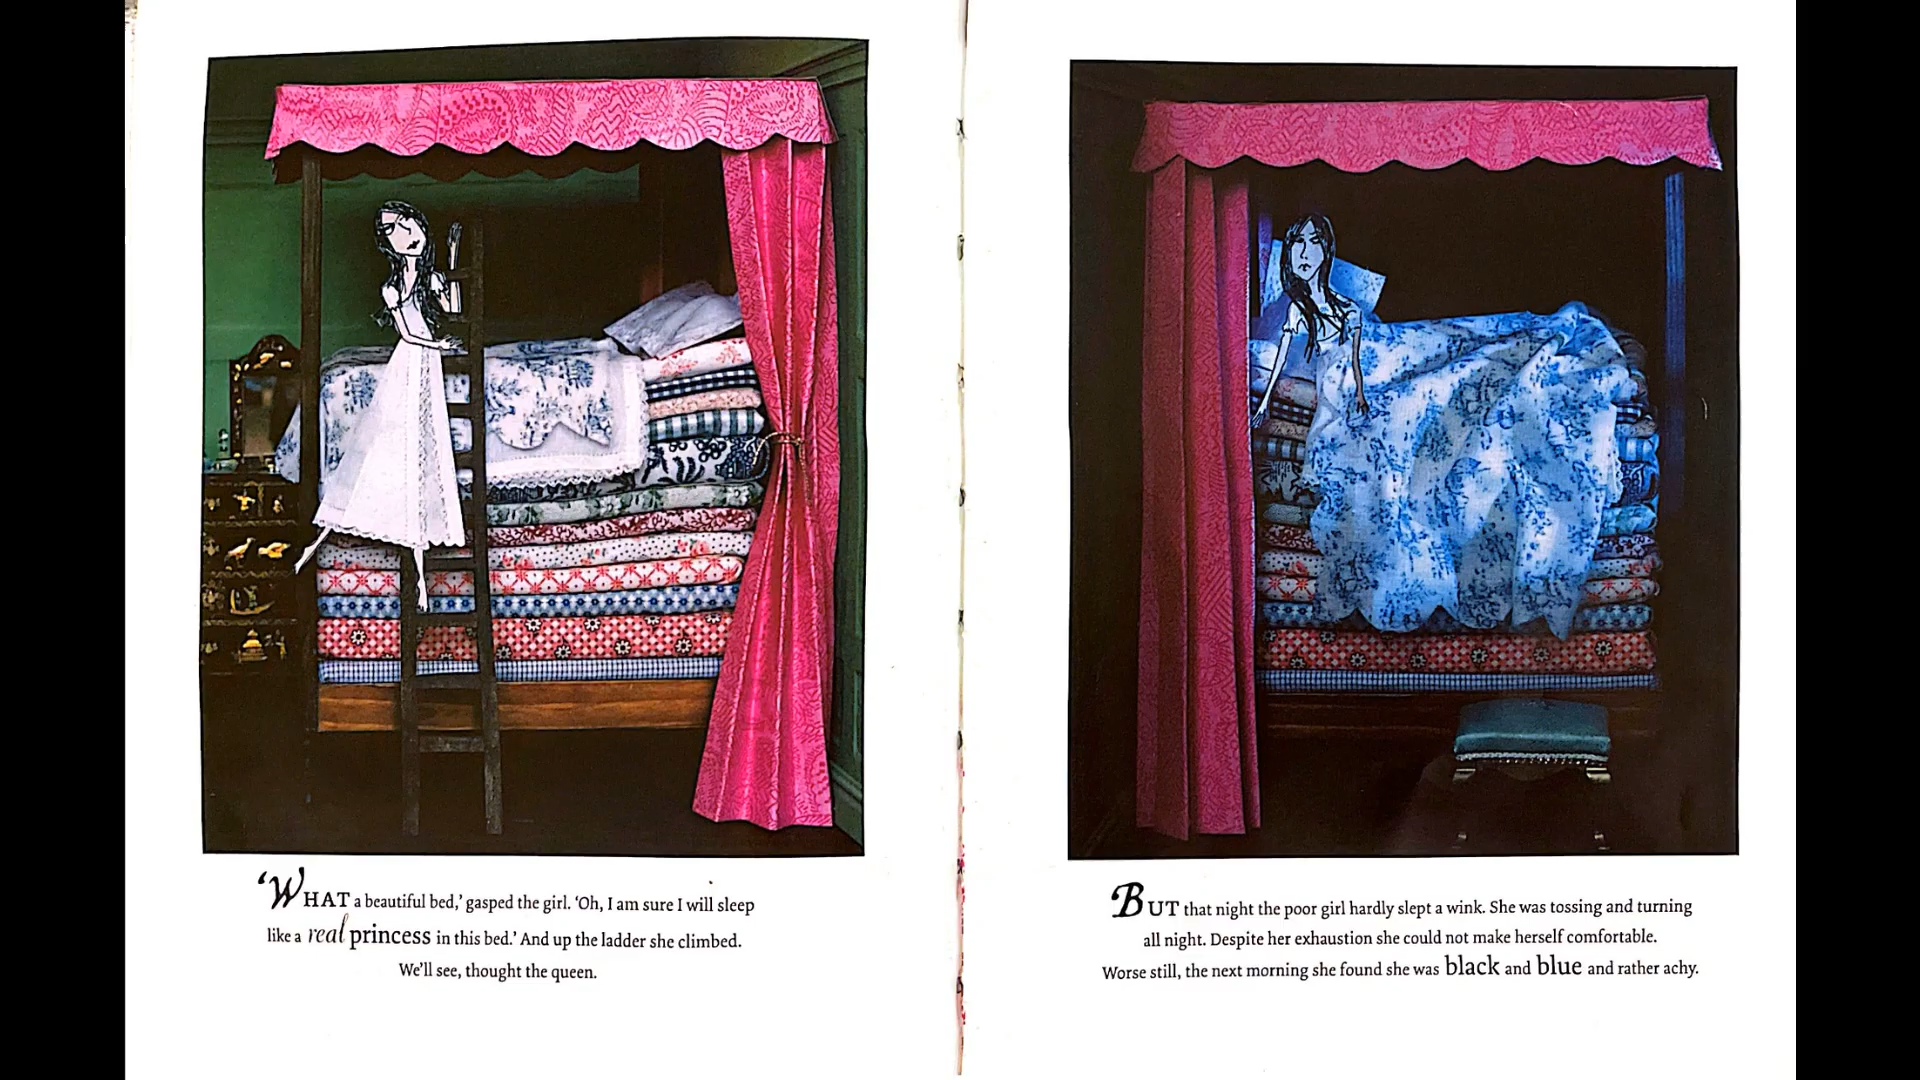 ‘WHAT a beautiful bed,’ gasped the girl. ‘Oh, I am sure I will sleep
like a real princess in this bed.’ And up the ladder she climbed.
We’ll see, thought the queen.
BUT that night the poor girl hardly slept a wink. She was tossing and turning
all night. Despite her exhaustion she could not make herself comfortable.
Worse still, the next morning she found she was black and blue and rather achy.